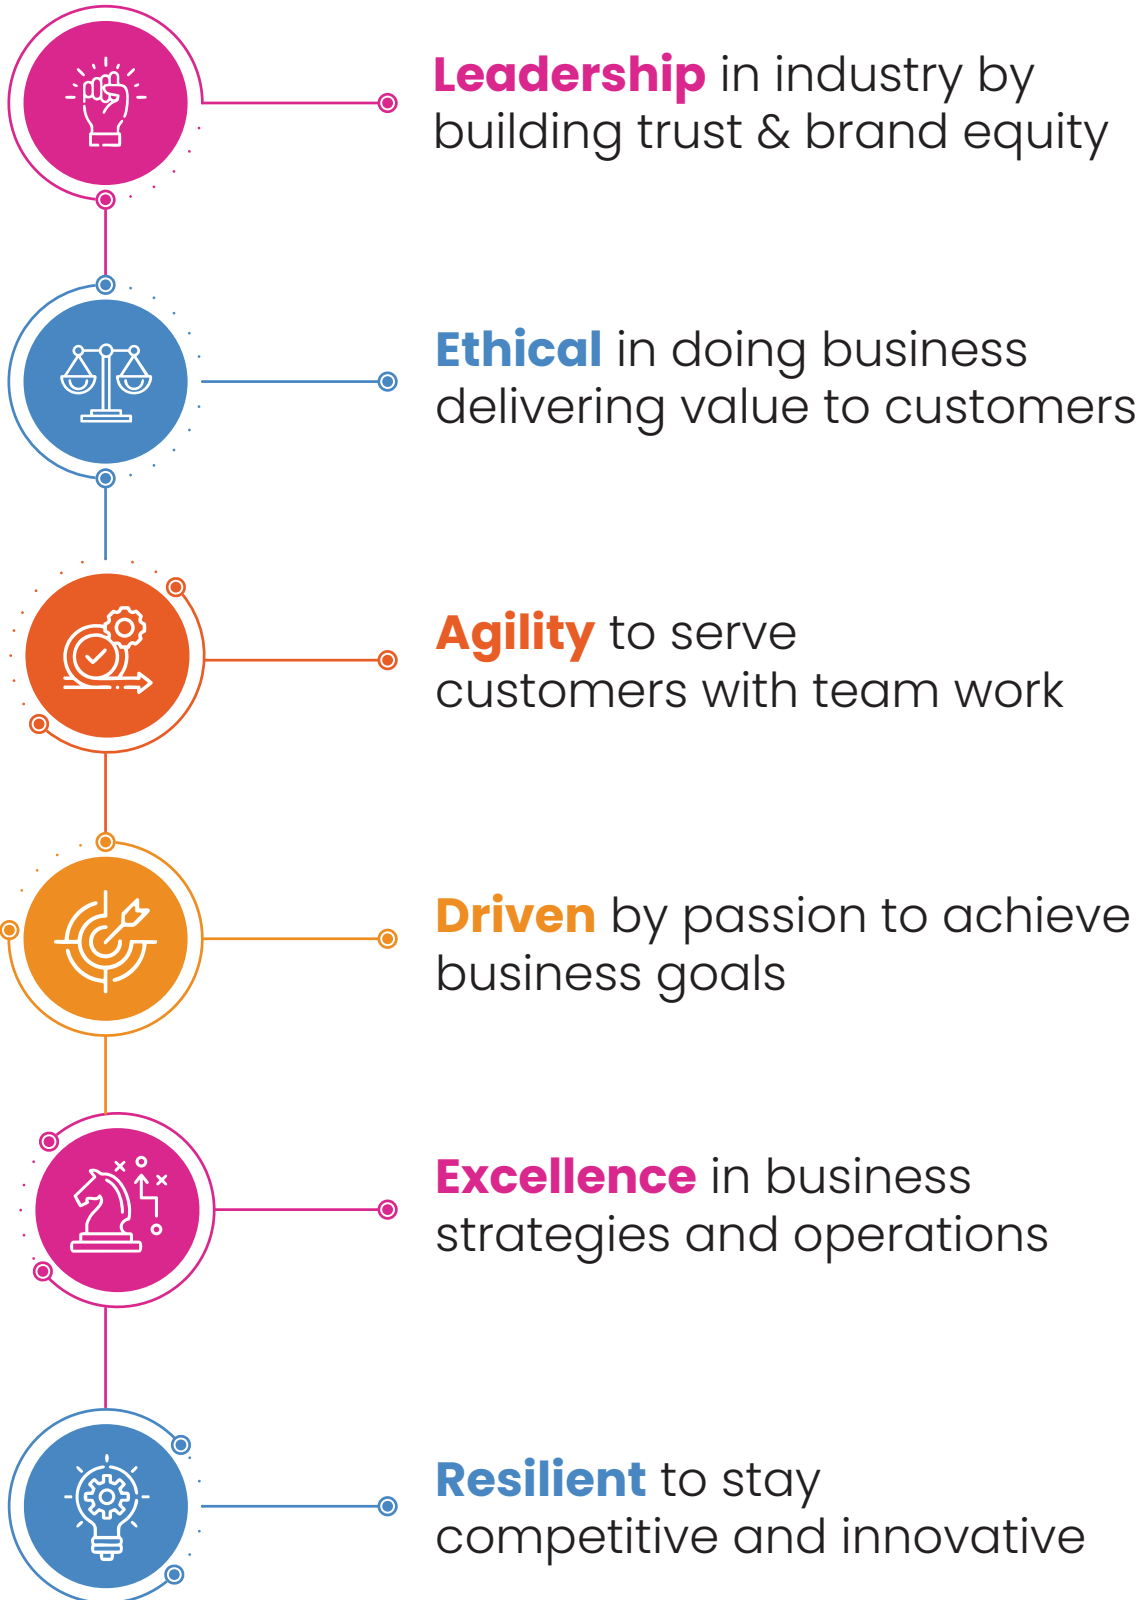 Leadership in industry by
building trust & brand equity
Ethical in doing business
delivering value to customers
Agility to serve
customers with team work
Driven by passion to achieve
business goals
Excellence in business
strategies and operations
Resilient to stay
competitive and innovative